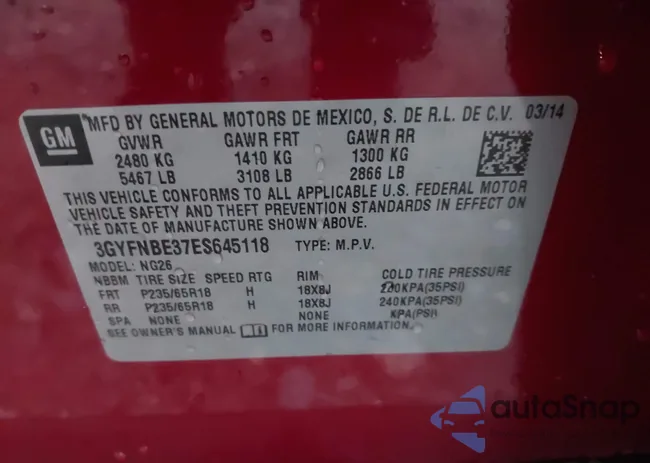 GM
MFD BY GENERAL MOTORS DE MEXICO, S. DE R.L. DE C.V. 03/14
GVWR GAWR FRT GAWR RR
2480 KG 1410 KG 1300 KG
5467 LB 3108 LB 2866 LB
THIS VEHICLE CONFORMS TO ALL APPLICABLE U.S. FEDERAL MOTOR
VEHICLE SAFETY AND THEFT PREVENTION STANDARDS IN EFFECT ON
THE DATE OF MANUFACTURE SHOWN ABOVE.
3GYFNBE37ES645118 TYPE: M.P.V.
MODEL: NG26
NBBM TIRE SIZE SPEED RTG RIM COLD TIRE PRESSURE
FRT P235/65R18 H 18X8J 240KPA(35PSI)
RR P235/65R18 H 18X8J 240KPA(35PSI)
SPA NONE NONE KPA(PSI)
SEE OWNER'S MANUAL FOR MORE INFORMATION.
autoSnap